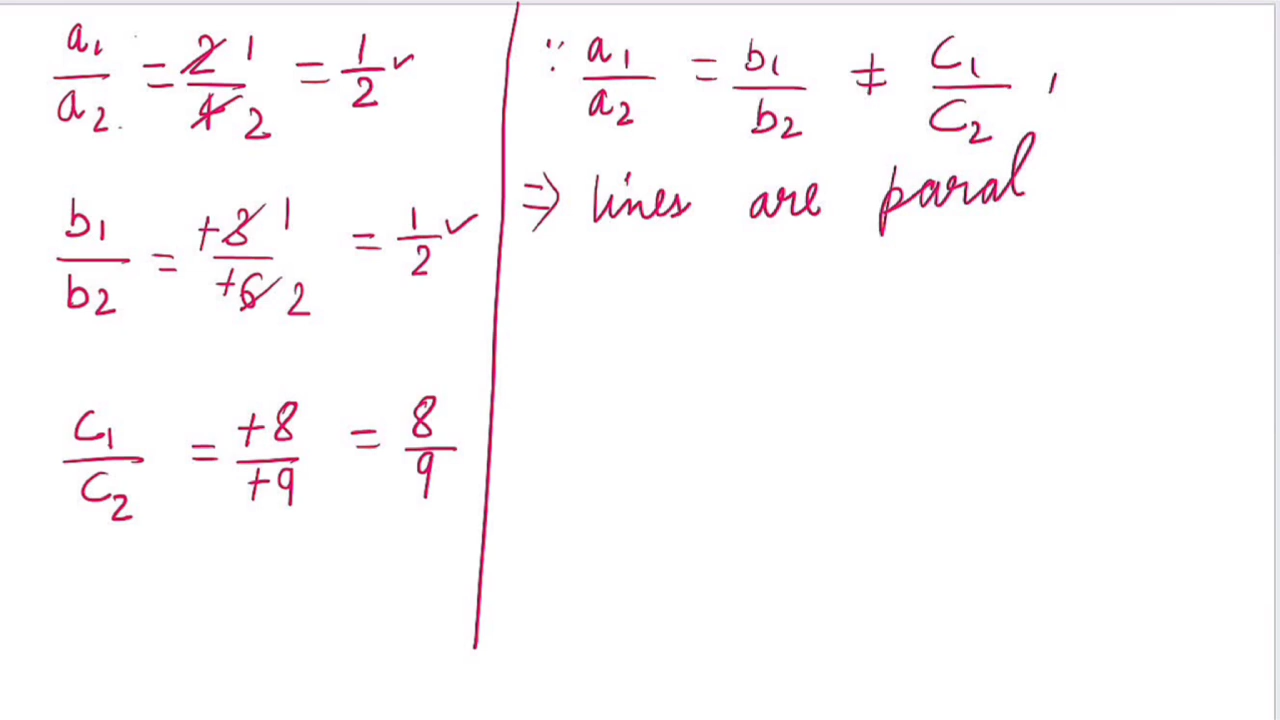 a₁/a₂ = 2̸ 1/4̸ 2 = 1/2 ✓
b₁/b₂ = +3̸ 1/+6̸ 2 = 1/2 ✓
c₁/c₂ = +8/+9 = 8/9
∵ a₁/a₂ = b₁/b₂ ≠ c₁/c₂ ,
⇒ lines are paral